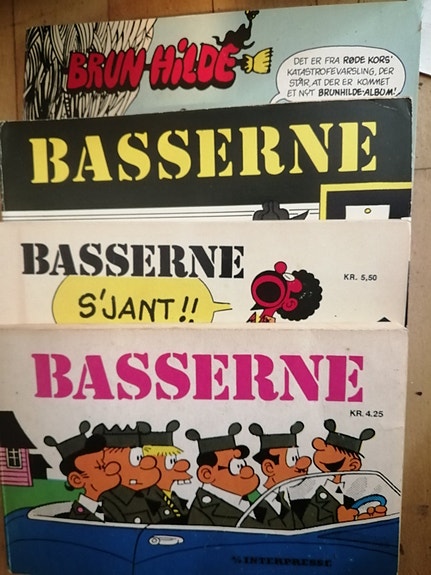 BRUNHILDE
DET ER FRA RØDE KORS'
KATASTROFEVARSLING, DER
STÅR, AT DER ER KOMMET
ET NYT BRUNHILDE-ALBUM!
BASSERNE
BASSERNE
KR. 5,50
S'JANT!!
BASSERNE
KR. 4.25
INTERPRESSE